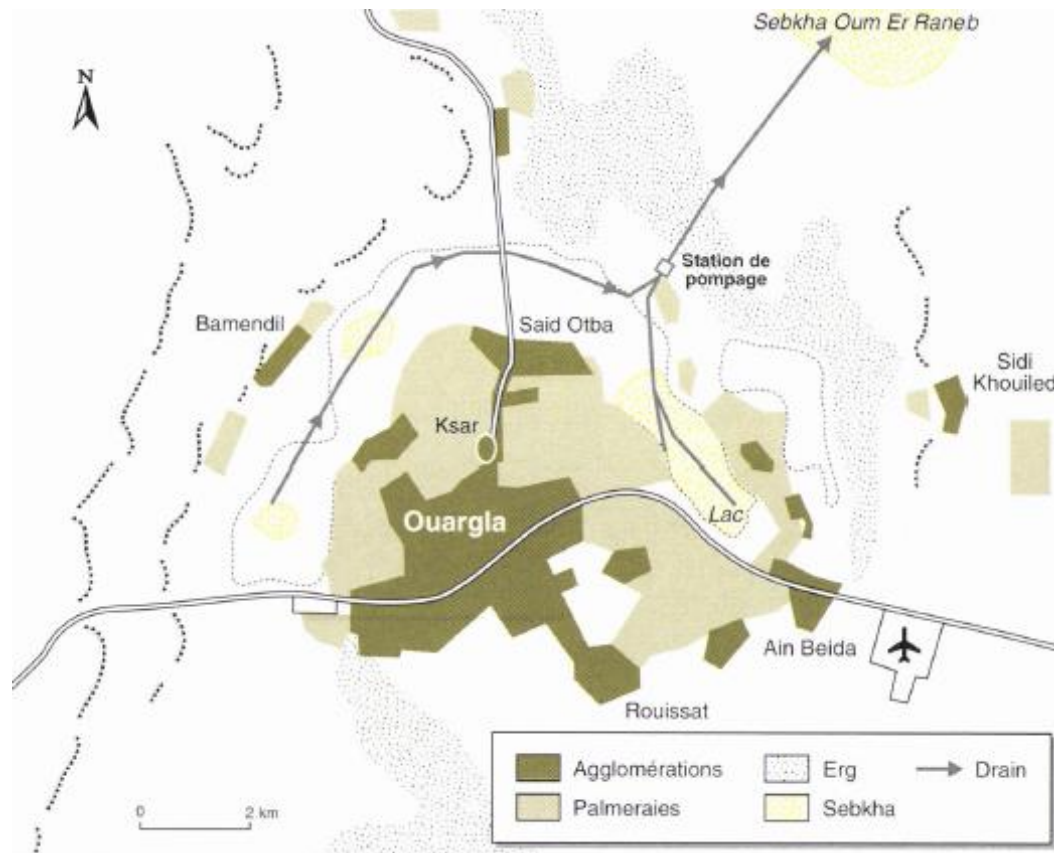 Sebkha Oum Er Raneb
N
Station de
pompage
Bamendil
Said Otba
Sidi
Khouiled
Ksar
Ouargla
Lac
Ain Beida
Rouissat
Agglomérations
Erg
Drain
Palmeraies
Sebkha
0
2 km